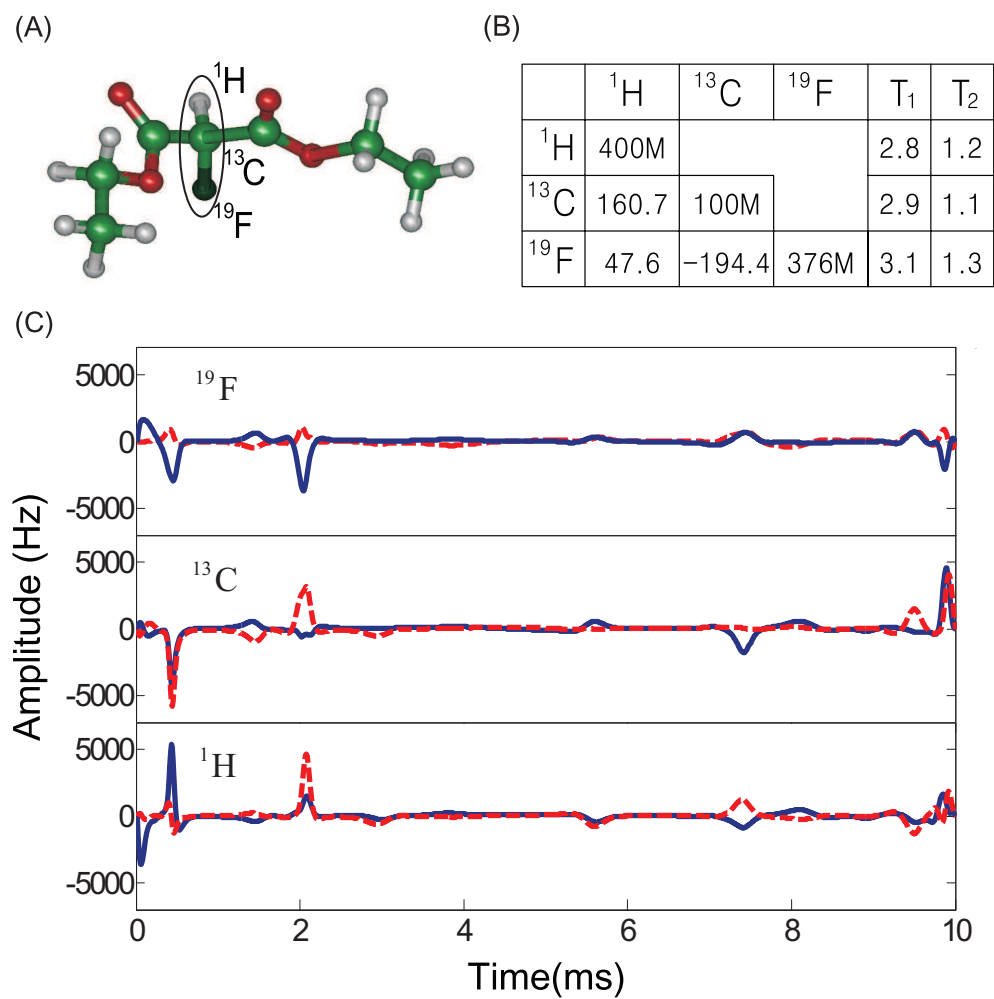 (A)
¹H
¹³C
¹⁹F
(B)
¹H ¹³C ¹⁹F T₁ T₂
¹H 400M 2.8 1.2
¹³C 160.7 100M 2.9 1.1
¹⁹F 47.6 −194.4 376M 3.1 1.3
(C)
Amplitude (Hz)
¹⁹F
5000
0
-5000
¹³C
5000
0
-5000
¹H
5000
0
-5000
0 2 4 6 8 10
Time(ms)